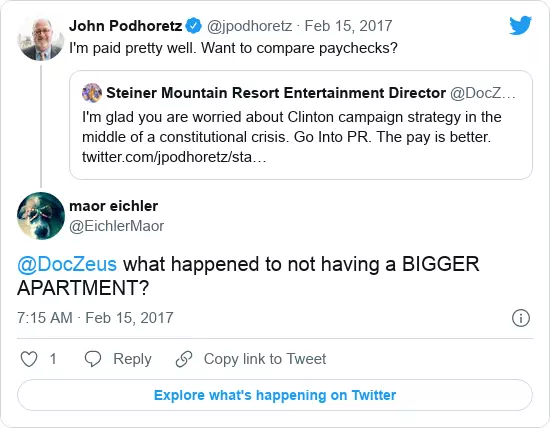 John Podhoretz @jpodhoretz · Feb 15, 2017
I'm paid pretty well. Want to compare paychecks?
Steiner Mountain Resort Entertainment Director @DocZ…
I'm glad you are worried about Clinton campaign strategy in the
middle of a constitutional crisis. Go Into PR. The pay is better.
twitter.com/jpodhoretz/sta…
maor eichler
@EichlerMaor
@DocZeus what happened to not having a BIGGER
APARTMENT?
7:15 AM · Feb 15, 2017
1 Reply Copy link to Tweet
Explore what's happening on Twitter